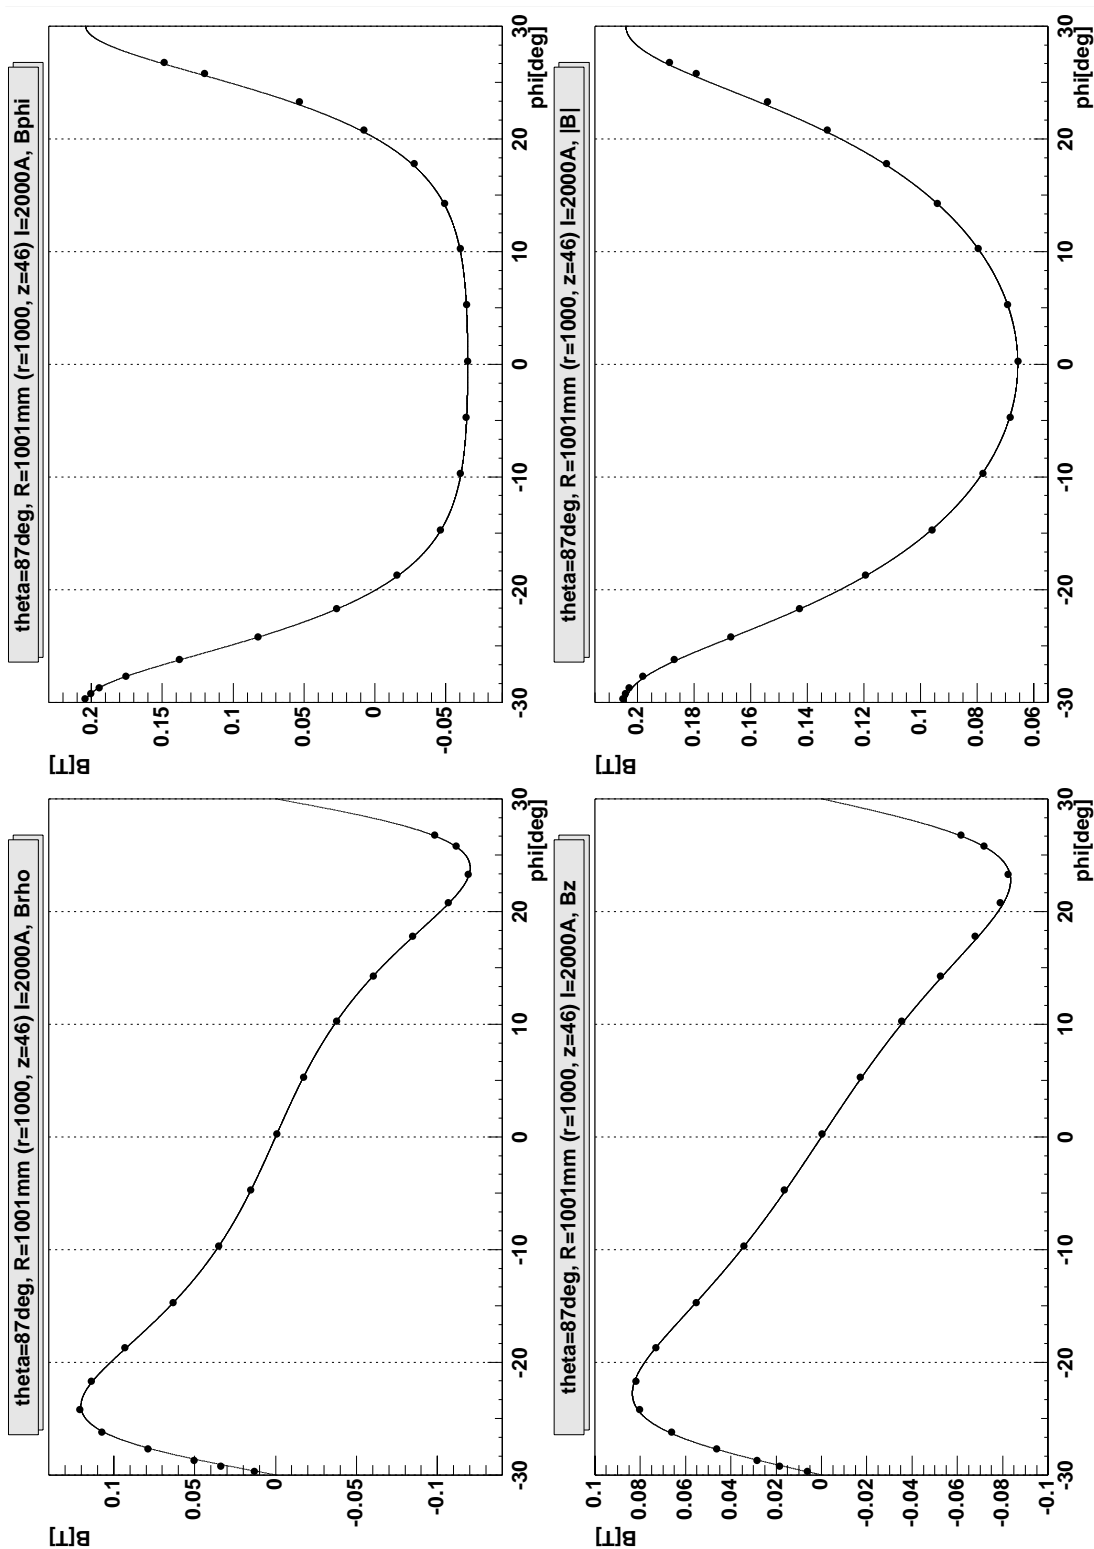 theta=87deg, R=1001mm (r=1000, z=46) I=2000A, Brho
B[T]
0.1
0.05
0
-0.05
-0.1
-30 -20 -10 0 10 20 30
phi[deg]
theta=87deg, R=1001mm (r=1000, z=46) I=2000A, Bphi
B[T]
0.2
0.15
0.1
0.05
0
-0.05
-30 -20 -10 0 10 20 30
phi[deg]
theta=87deg, R=1001mm (r=1000, z=46) I=2000A, Bz
B[T]
0.1
0.08
0.06
0.04
0.02
0
-0.02
-0.04
-0.06
-0.08
-0.1
-30 -20 -10 0 10 20 30
phi[deg]
theta=87deg, R=1001mm (r=1000, z=46) I=2000A, |B|
B[T]
0.2
0.18
0.16
0.14
0.12
0.1
0.08
0.06
-30 -20 -10 0 10 20 30
phi[deg]